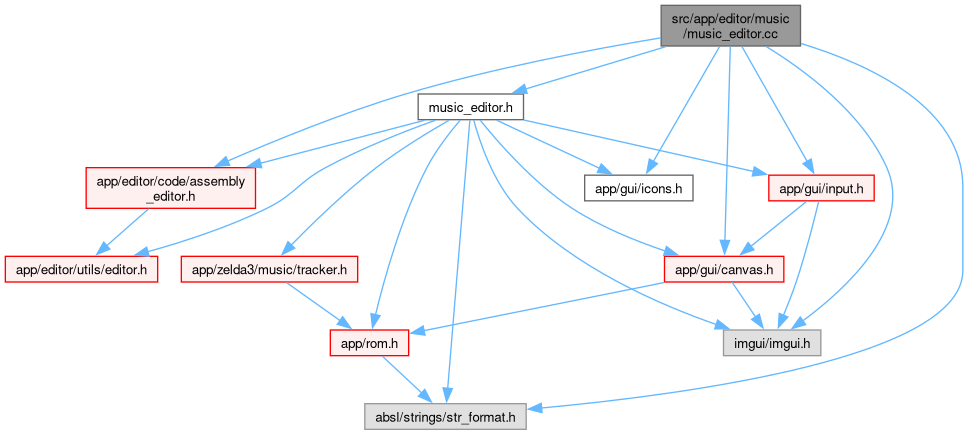 src/app/editor/music
/music_editor.cc
music_editor.h
app/editor/code/assembly
_editor.h
app/gui/icons.h
app/gui/input.h
app/editor/utils/editor.h
app/zelda3/music/tracker.h
app/gui/canvas.h
app/rom.h
imgui/imgui.h
absl/strings/str_format.h